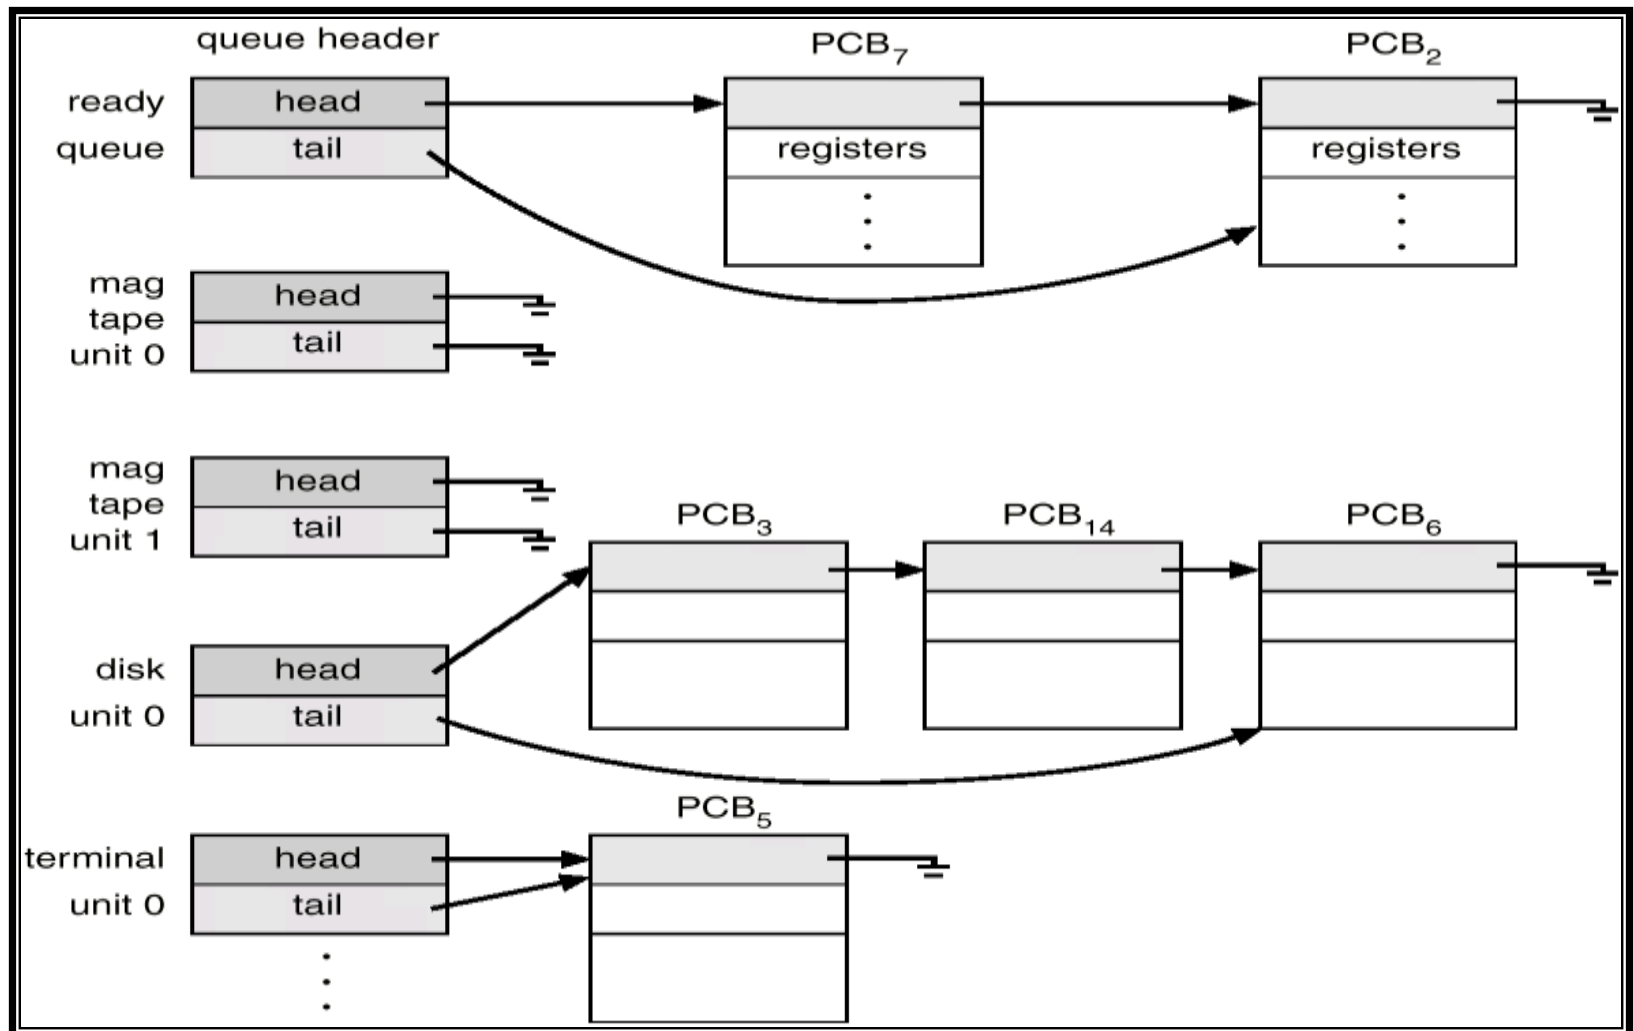 queue header
PCB7
PCB2
ready
queue
head
tail
registers
registers
mag
tape
unit 0
head
tail
mag
tape
unit 1
head
tail
PCB3
PCB14
PCB6
disk
unit 0
head
tail
PCB5
terminal
unit 0
head
tail